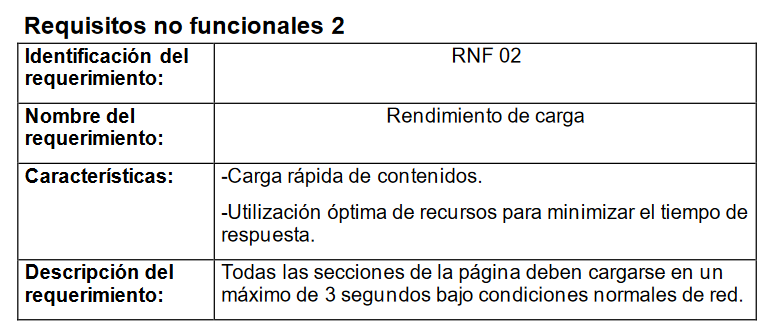 Requisitos no funcionales 2
Identificación del
requerimiento:
RNF 02
Nombre del
requerimiento:
Rendimiento de carga
Características:
-Carga rápida de contenidos.
-Utilización óptima de recursos para minimizar el tiempo de
respuesta.
Descripción del
requerimiento:
Todas las secciones de la página deben cargarse en un
máximo de 3 segundos bajo condiciones normales de red.